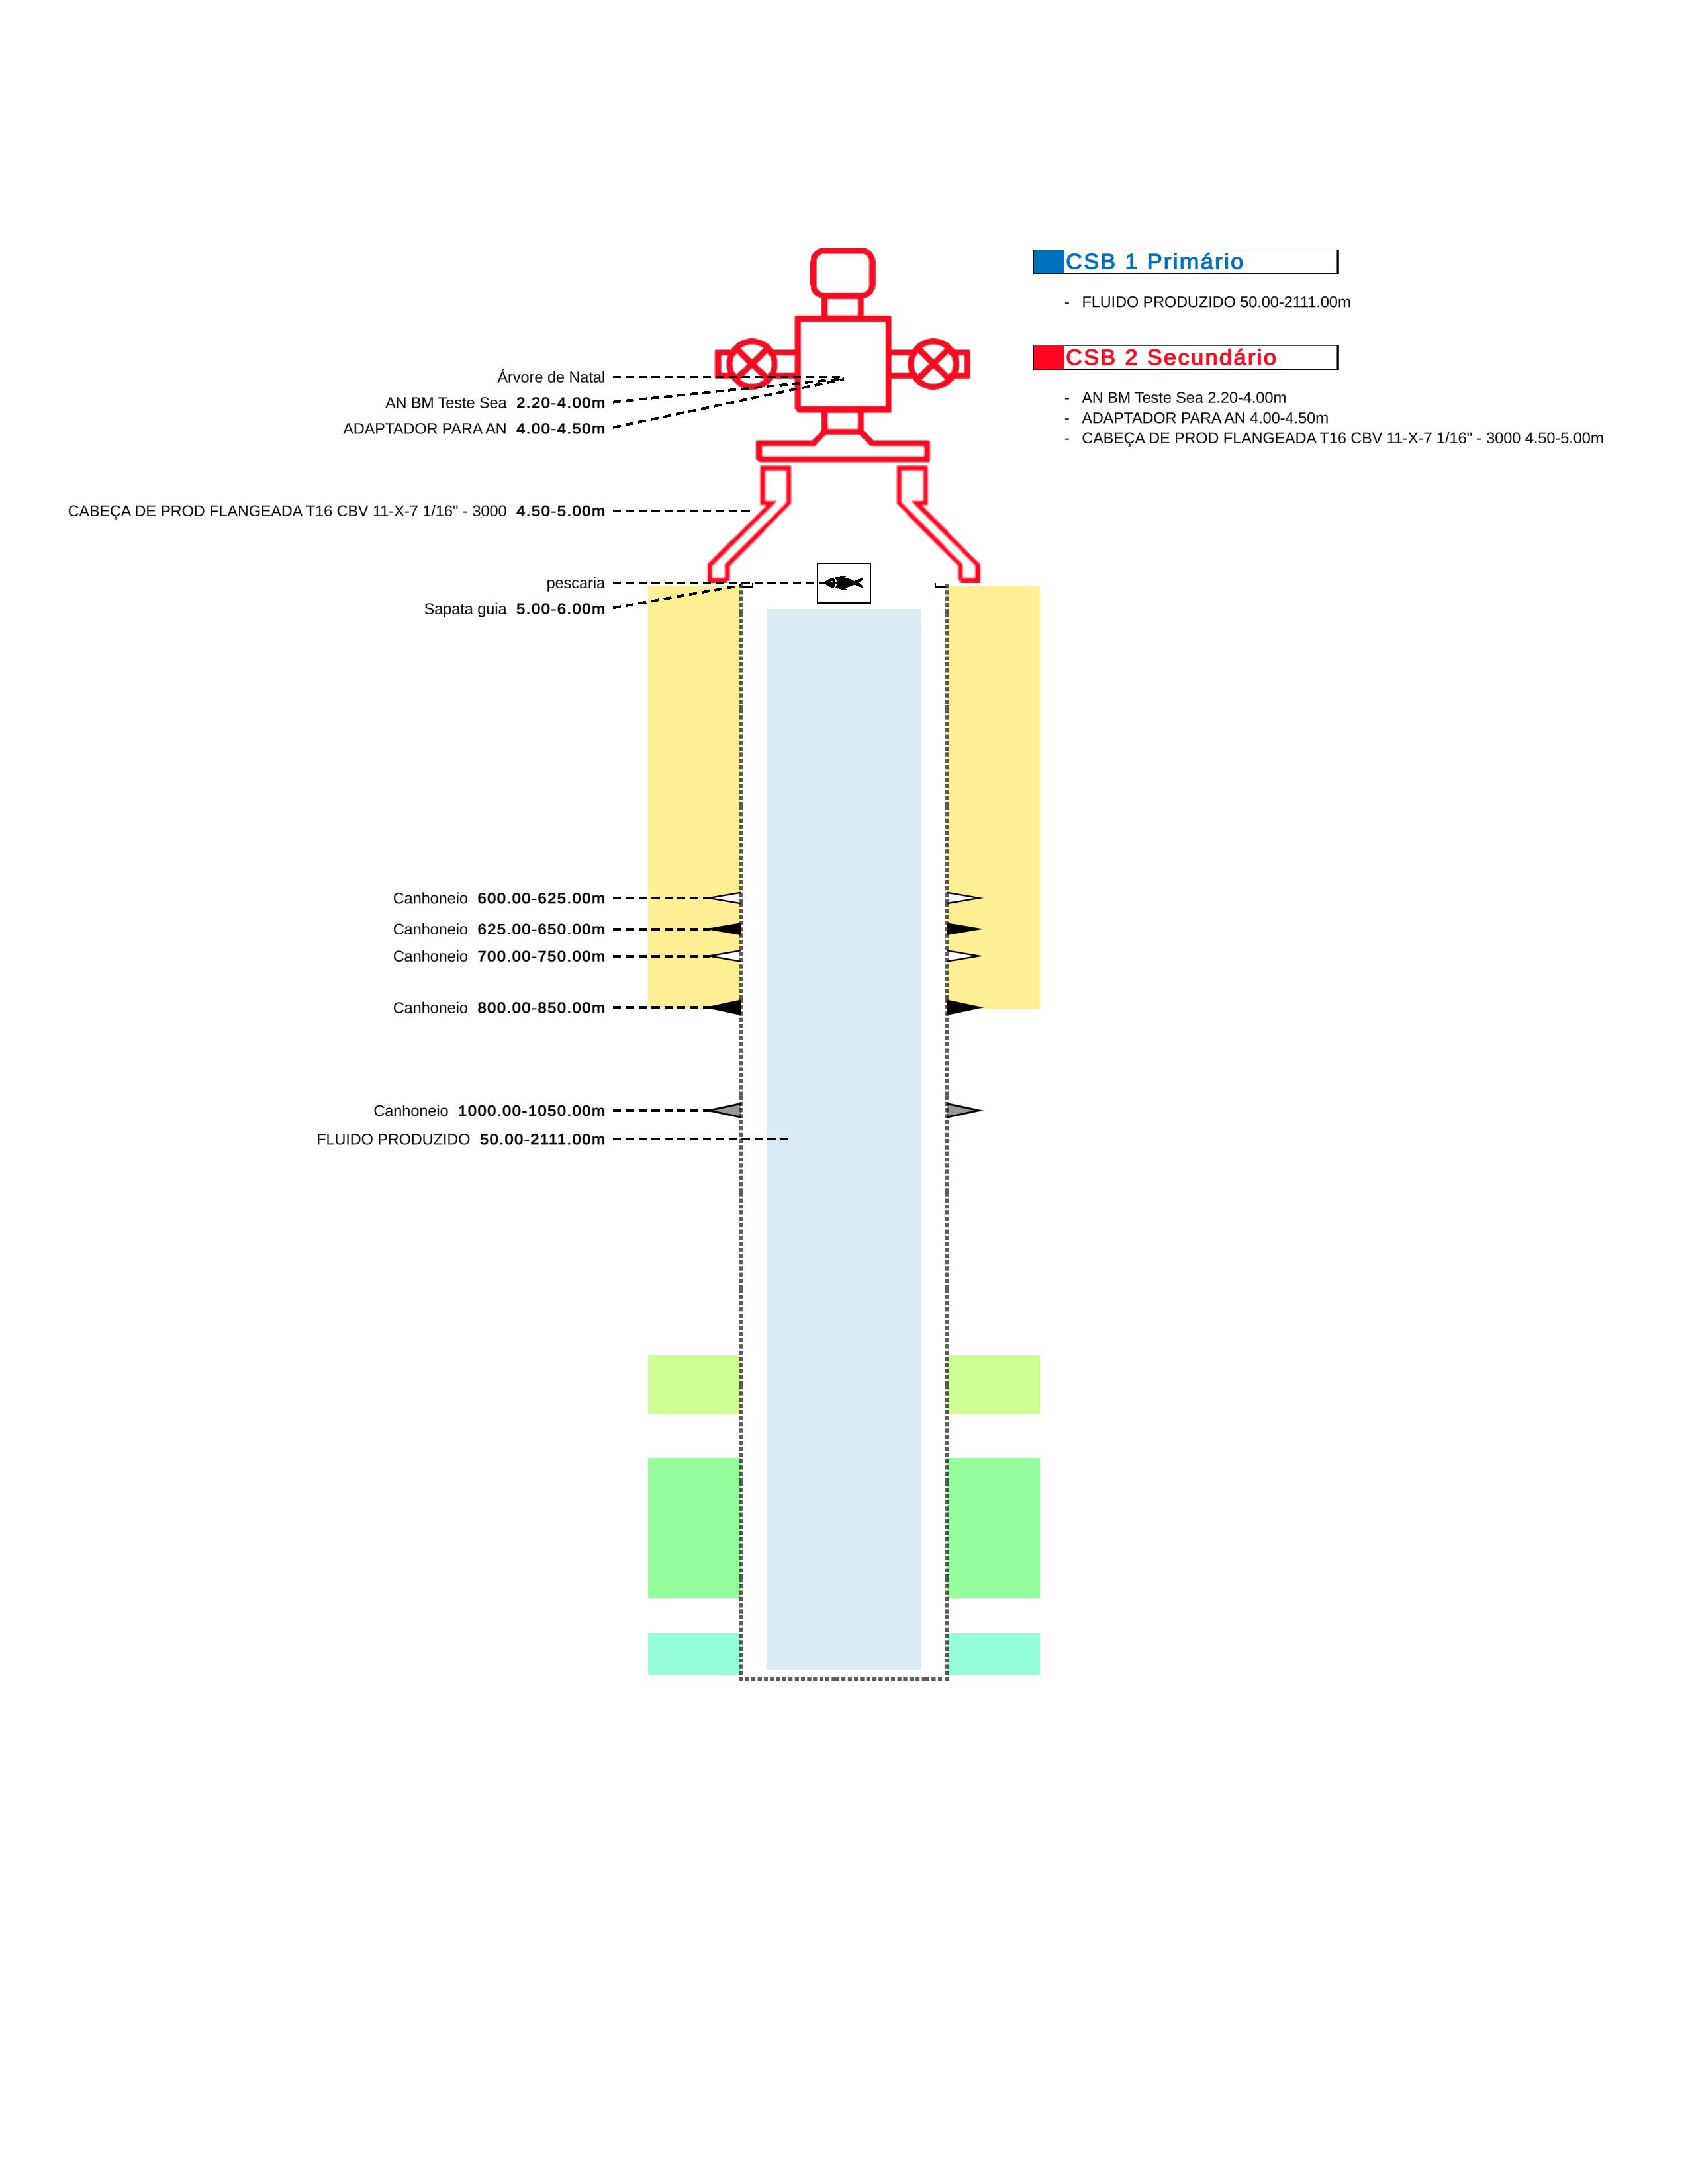 CSB 1 Primário
- FLUIDO PRODUZIDO 50.00-2111.00m
CSB 2 Secundário
- AN BM Teste Sea 2.20-4.00m
- ADAPTADOR PARA AN 4.00-4.50m
- CABEÇA DE PROD FLANGEADA T16 CBV 11-X-7 1/16" - 3000 4.50-5.00m
Árvore de Natal
AN BM Teste Sea 2.20-4.00m
ADAPTADOR PARA AN 4.00-4.50m
CABEÇA DE PROD FLANGEADA T16 CBV 11-X-7 1/16" - 3000 4.50-5.00m
pescaria
Sapata guia 5.00-6.00m
Canhoneio 600.00-625.00m
Canhoneio 625.00-650.00m
Canhoneio 700.00-750.00m
Canhoneio 800.00-850.00m
Canhoneio 1000.00-1050.00m
FLUIDO PRODUZIDO 50.00-2111.00m